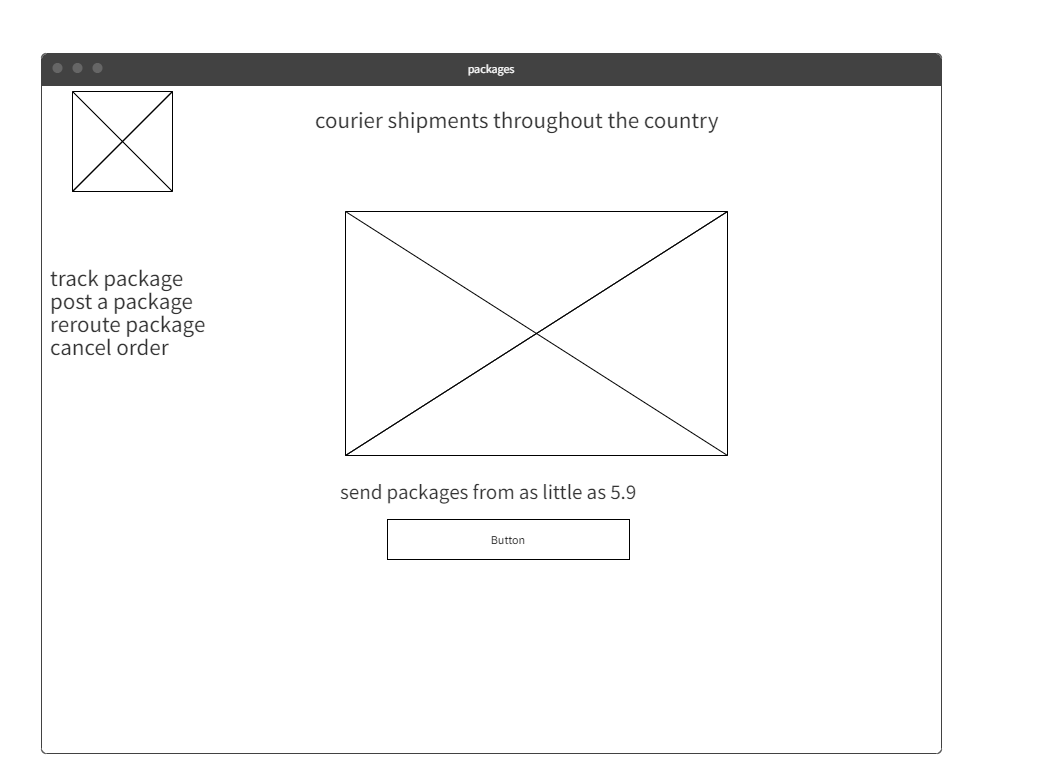 packages
courier shipments throughout the country
track package
post a package
reroute package
cancel order
send packages from as little as 5.9
Button